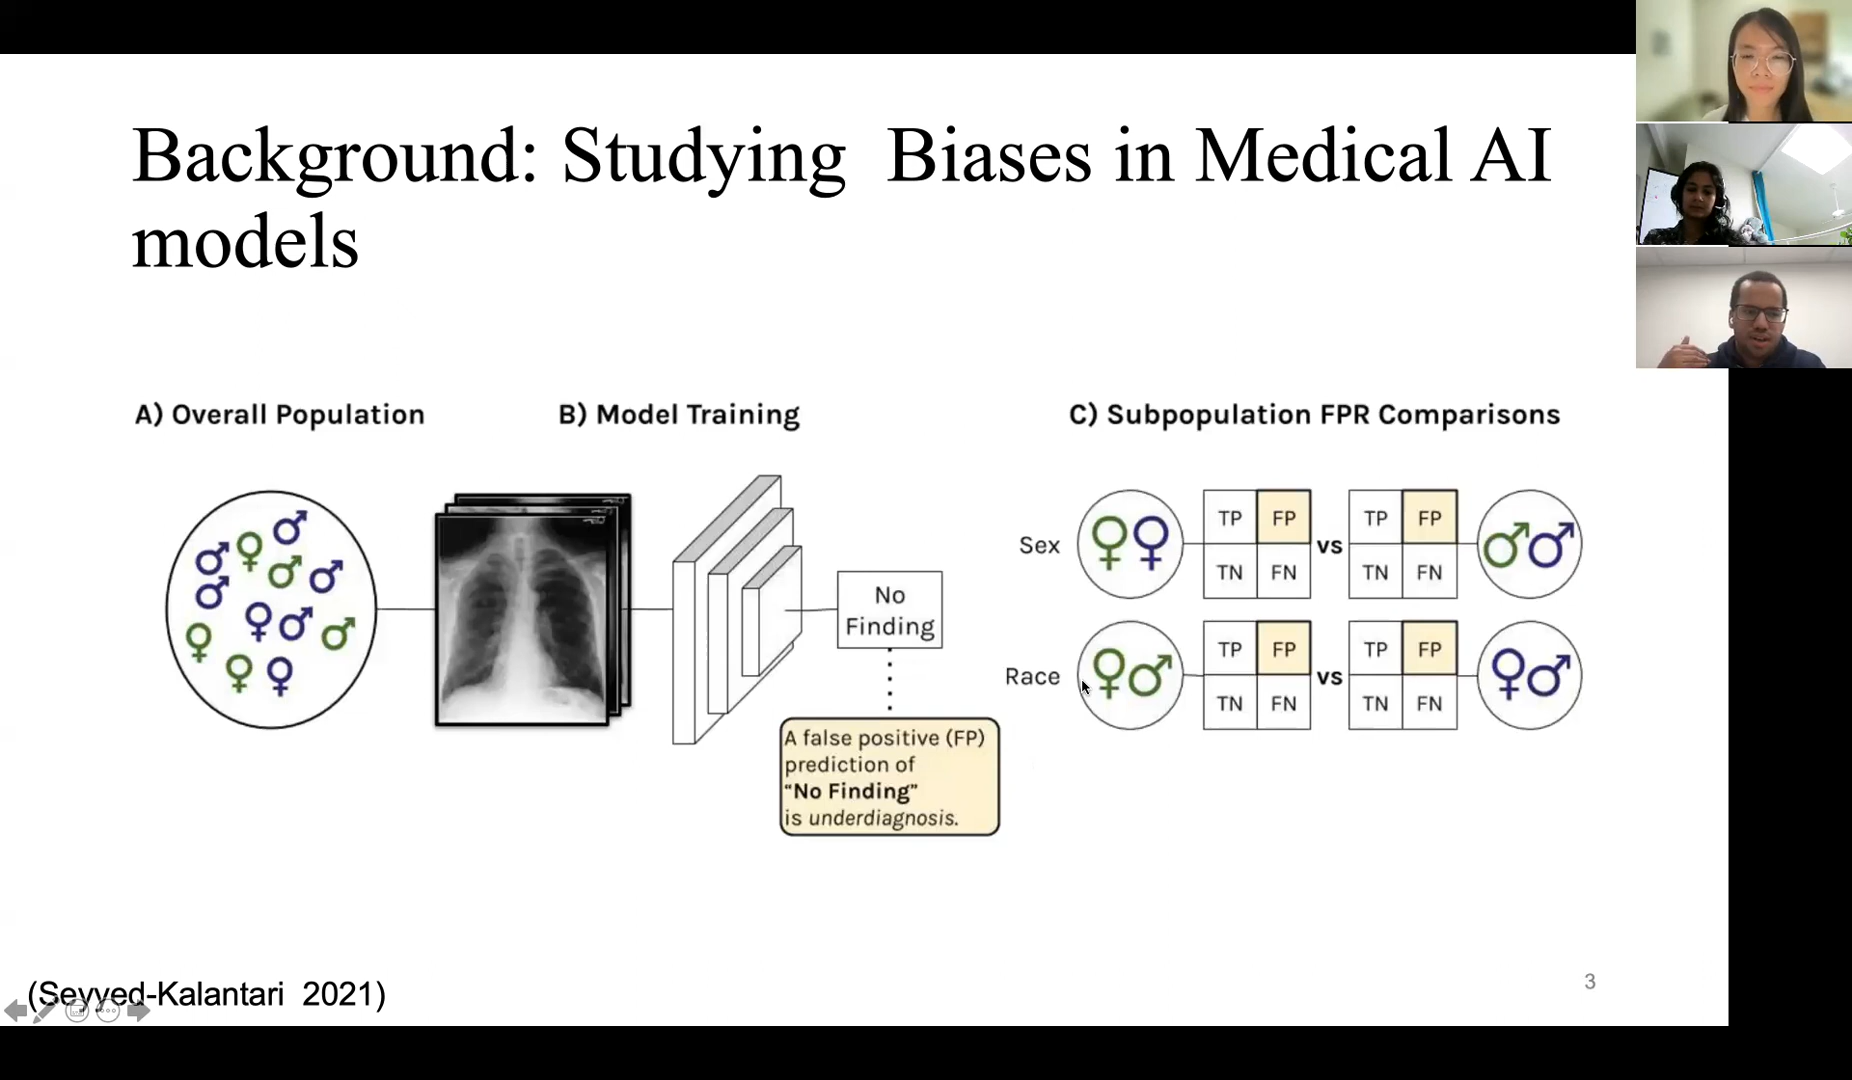 Background: Studying  Biases in Medical AI
models
A) Overall Population
B) Model Training
C) Subpopulation FPR Comparisons
No
Finding
A false positive (FP)
prediction of
“No Finding”
is underdiagnosis.
Sex
TP FP
TN FN
vs
TP FP
TN FN
Race
TP FP
TN FN
vs
TP FP
TN FN
(Seyyed-Kalantari  2021)
3